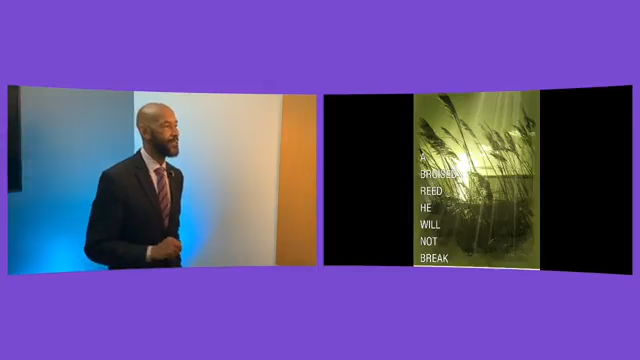 A
BRUISED
REED
HE
WILL
NOT
BREAK